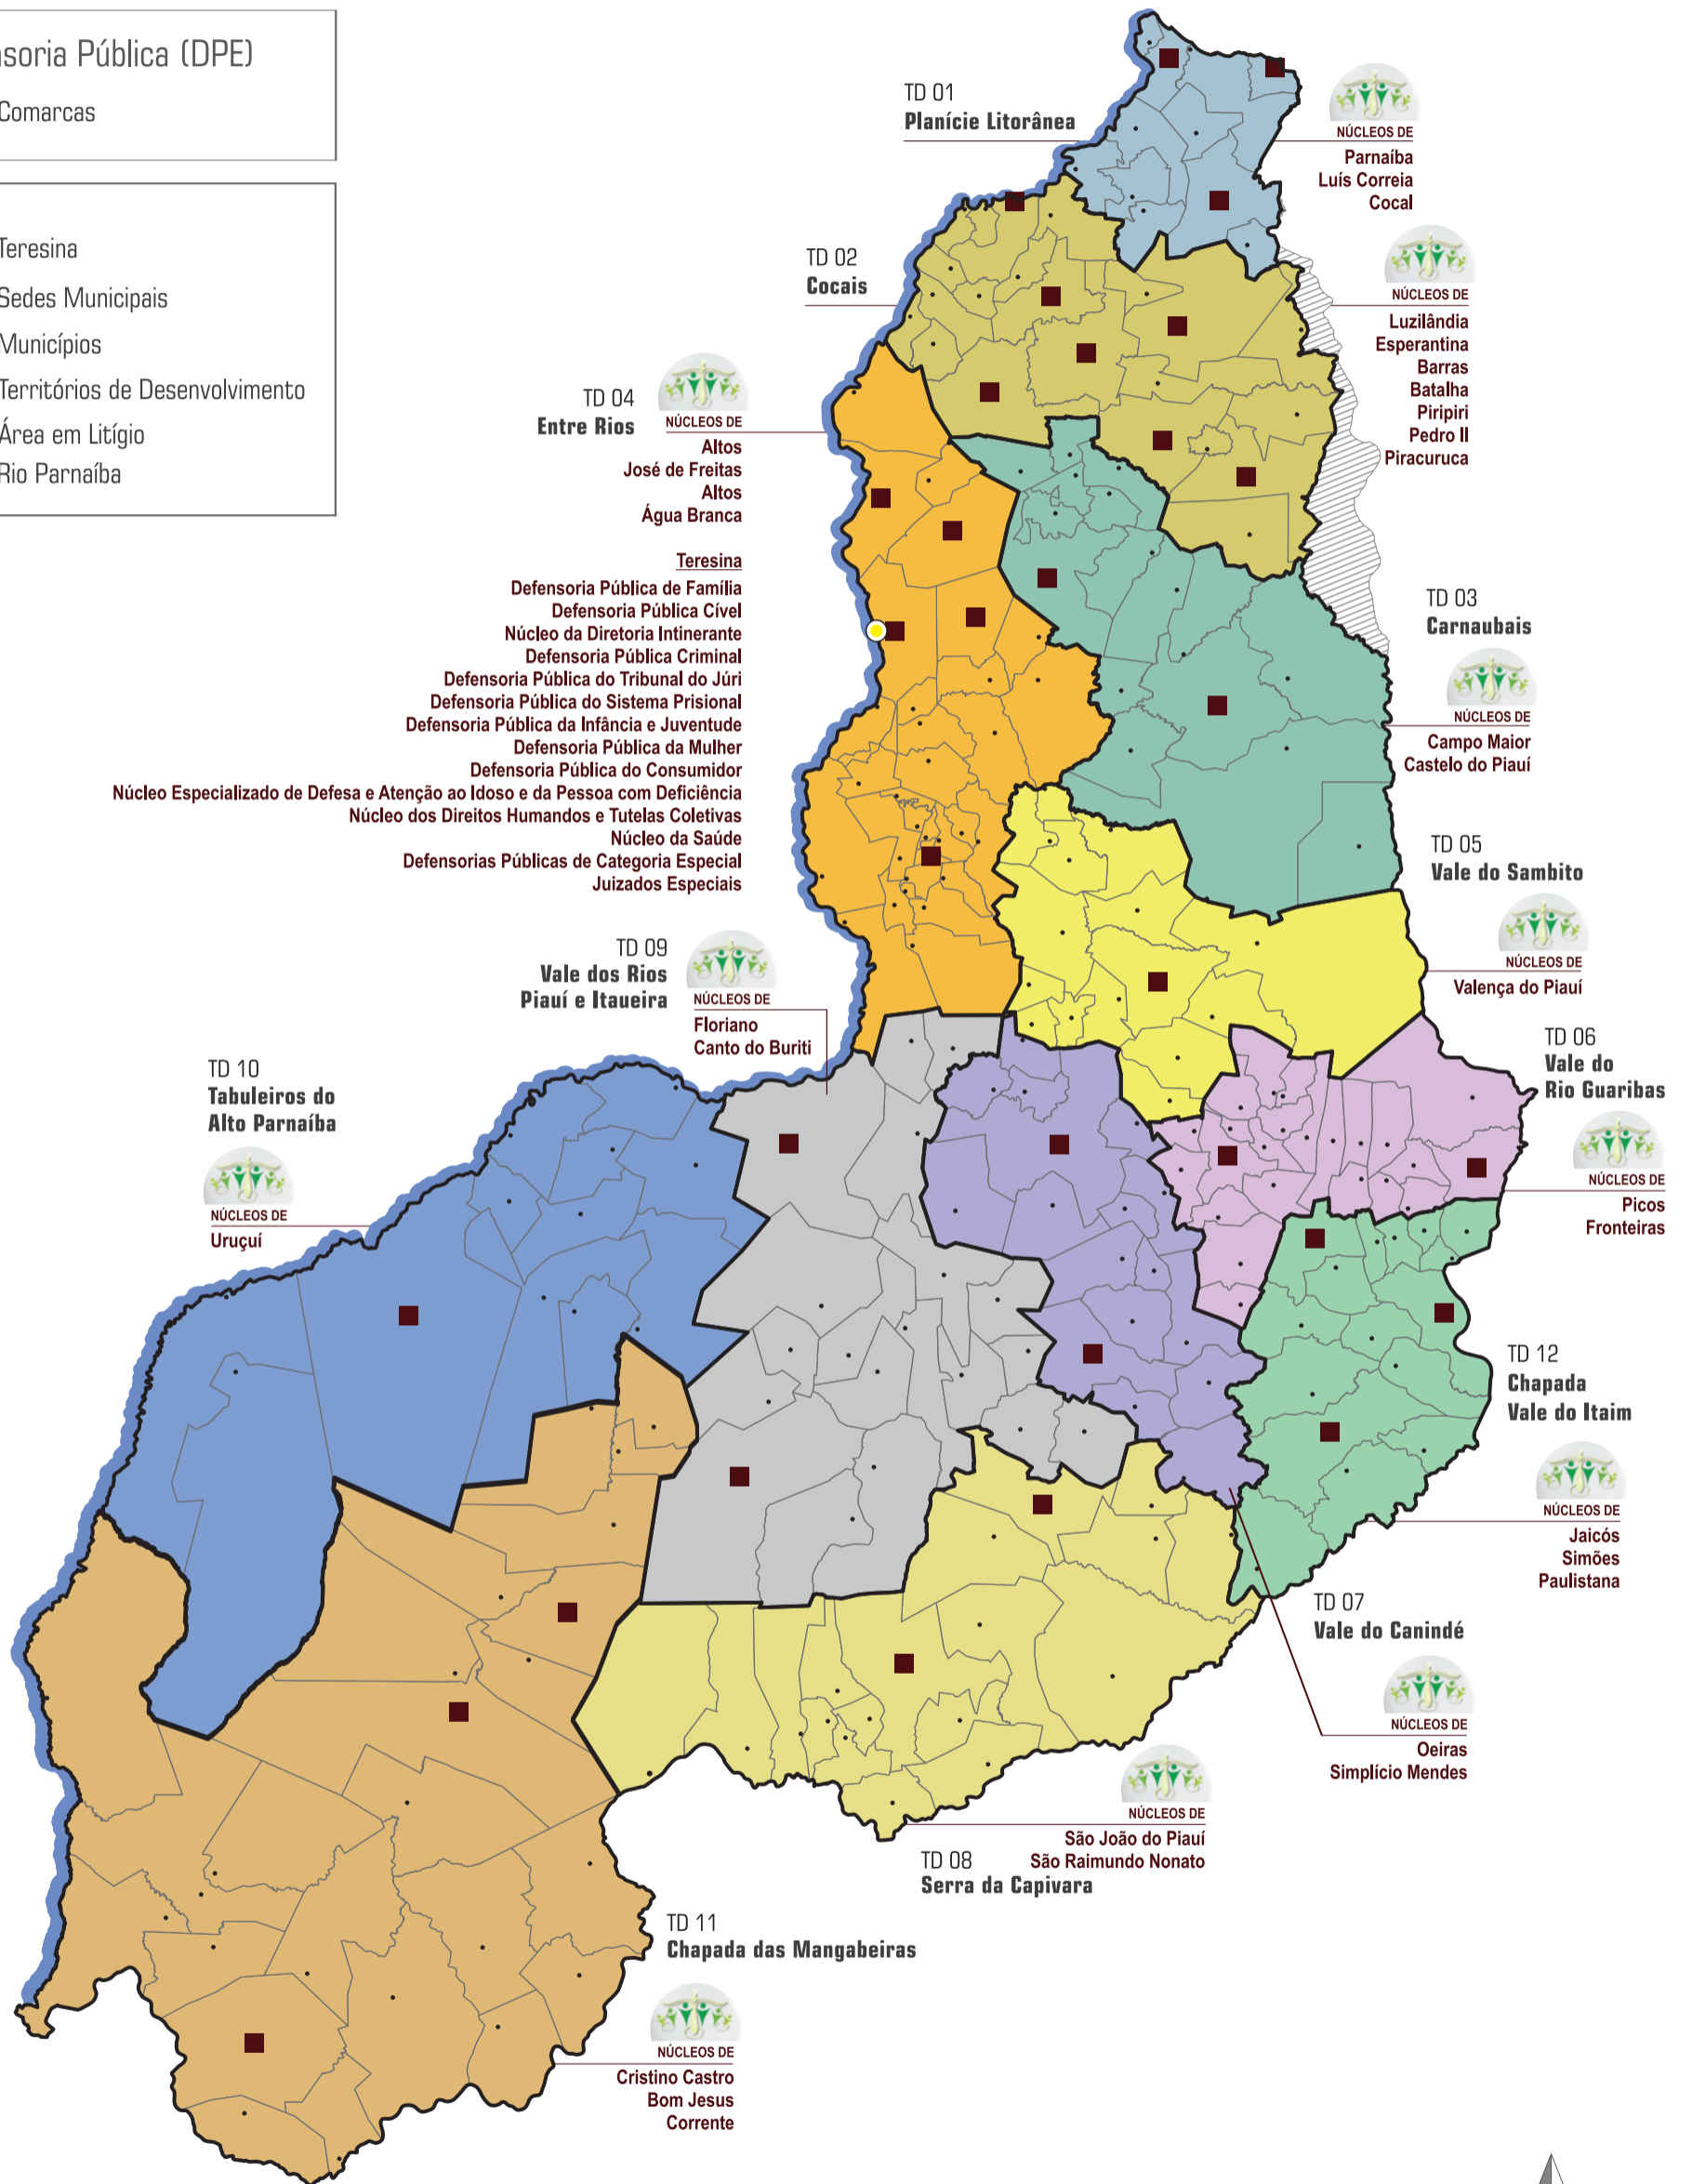 soria Pública (DPE)
Comarcas
Teresina
Sedes Municipais
Municípios
Territórios de Desenvolvimento
Área em Litígio
Rio Parnaíba
TD 01
Planície Litorânea
NÚCLEOS DE
Parnaíba
Luís Correia
Cocal
TD 02
Cocais
NÚCLEOS DE
Luzilândia
Esperantina
Barras
Batalha
Piripiri
Pedro II
Piracuruca
TD 04
Entre Rios
NÚCLEOS DE
Altos
José de Freitas
Altos
Água Branca
Teresina
Defensoria Pública de Família
Defensoria Pública Cível
Núcleo da Diretoria Intinerante
Defensoria Pública Criminal
Defensoria Pública do Tribunal do Júri
Defensoria Pública do Sistema Prisional
Defensoria Pública da Infância e Juventude
Defensoria Pública da Mulher
Defensoria Pública do Consumidor
Núcleo Especializado de Defesa e Atenção ao Idoso e da Pessoa com Deficiência
Núcleo dos Direitos Humandos e Tutelas Coletivas
Núcleo da Saúde
Defensorias Públicas de Categoria Especial
Juizados Especiais
TD 03
Carnaubais
NÚCLEOS DE
Campo Maior
Castelo do Piauí
TD 05
Vale do Sambito
NÚCLEOS DE
Valença do Piauí
TD 09
Vale dos Rios
Piauí e Itaueira
NÚCLEOS DE
Floriano
Canto do Buriti
TD 06
Vale do
Rio Guaribas
NÚCLEOS DE
Picos
Fronteiras
TD 10
Tabuleiros do
Alto Parnaíba
NÚCLEOS DE
Uruçuí
TD 12
Chapada
Vale do Itaim
NÚCLEOS DE
Jaicós
Simões
Paulistana
TD 07
Vale do Canindé
NÚCLEOS DE
Oeiras
Simplício Mendes
NÚCLEOS DE
São João do Piauí
São Raimundo Nonato
TD 08
Serra da Capivara
TD 11
Chapada das Mangabeiras
NÚCLEOS DE
Cristino Castro
Bom Jesus
Corrente